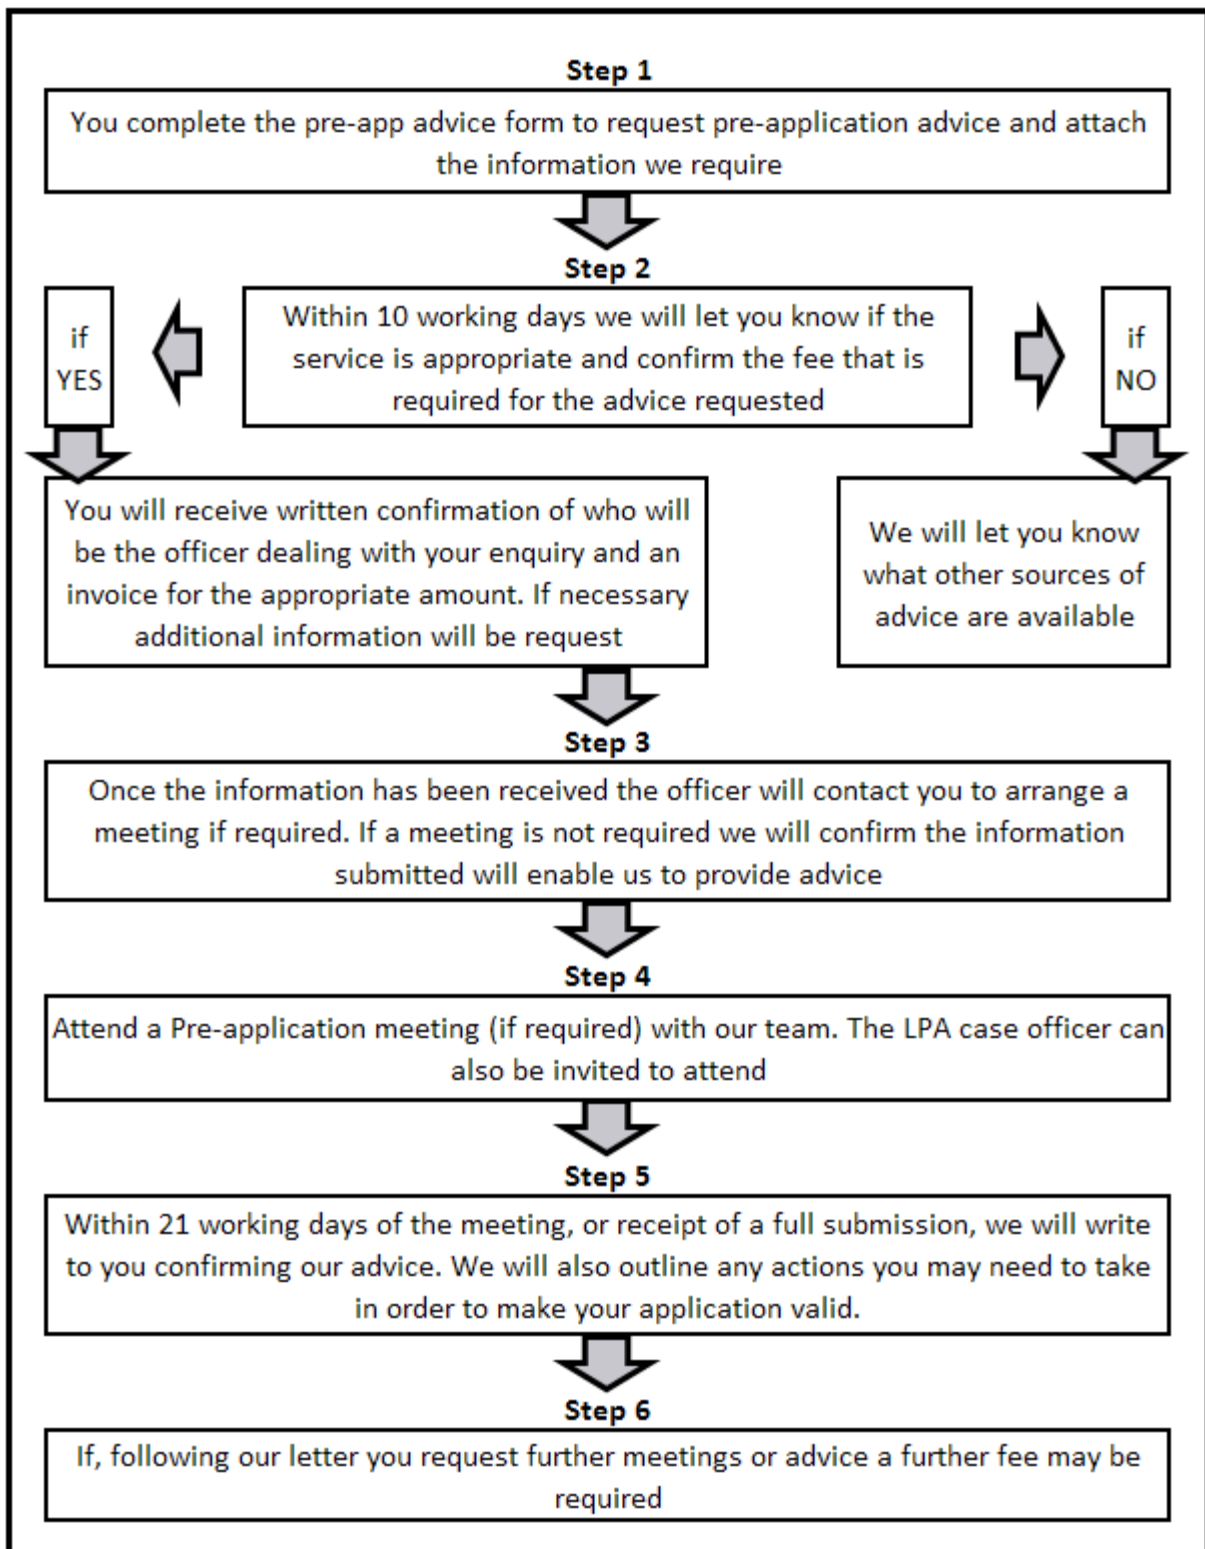 Step 1
You complete the pre-app advice form to request pre-application advice and attach
the information we require
Step 2
if
YES
Within 10 working days we will let you know if the
service is appropriate and confirm the fee that is
required for the advice requested
if
NO
You will receive written confirmation of who will
be the officer dealing with your enquiry and an
invoice for the appropriate amount. If necessary
additional information will be request
We will let you know
what other sources of
advice are available
Step 3
Once the information has been received the officer will contact you to arrange a
meeting if required. If a meeting is not required we will confirm the information
submitted will enable us to provide advice
Step 4
Attend a Pre-application meeting (if required) with our team. The LPA case officer can
also be invited to attend
Step 5
Within 21 working days of the meeting, or receipt of a full submission, we will write
to you confirming our advice. We will also outline any actions you may need to take
in order to make your application valid.
Step 6
If, following our letter you request further meetings or advice a further fee may be
required